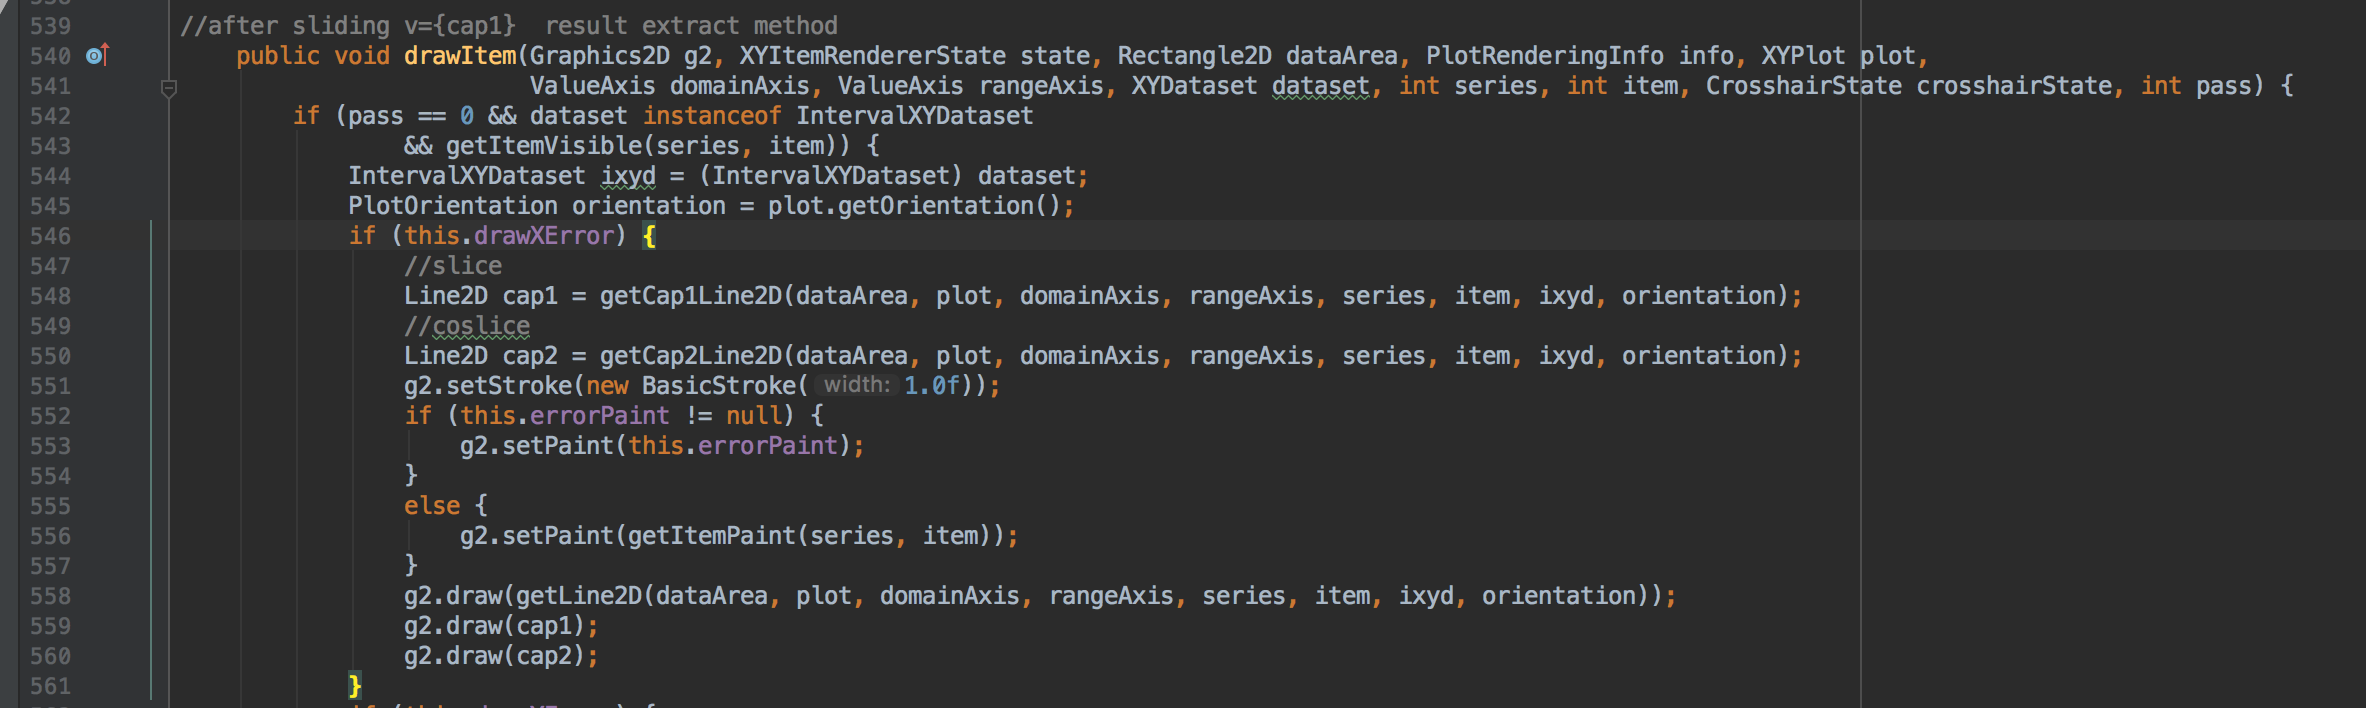 539 //after sliding v={cap1}  result extract method
540 public void drawItem(Graphics2D g2, XYItemRendererState state, Rectangle2D dataArea, PlotRenderingInfo info, XYPlot plot,
541 ValueAxis domainAxis, ValueAxis rangeAxis, XYDataset dataset, int series, int item, CrosshairState crosshairState, int pass) {
542 if (pass == 0 && dataset instanceof IntervalXYDataset
543 && getItemVisible(series, item)) {
544 IntervalXYDataset ixyd = (IntervalXYDataset) dataset;
545 PlotOrientation orientation = plot.getOrientation();
546 if (this.drawXError) {
547 //slice
548 Line2D cap1 = getCap1Line2D(dataArea, plot, domainAxis, rangeAxis, series, item, ixyd, orientation);
549 //coslice
550 Line2D cap2 = getCap2Line2D(dataArea, plot, domainAxis, rangeAxis, series, item, ixyd, orientation);
551 g2.setStroke(new BasicStroke( width: 1.0f));
552 if (this.errorPaint != null) {
553 g2.setPaint(this.errorPaint);
554 }
555 else {
556 g2.setPaint(getItemPaint(series, item));
557 }
558 g2.draw(getLine2D(dataArea, plot, domainAxis, rangeAxis, series, item, ixyd, orientation));
559 g2.draw(cap1);
560 g2.draw(cap2);
561 }